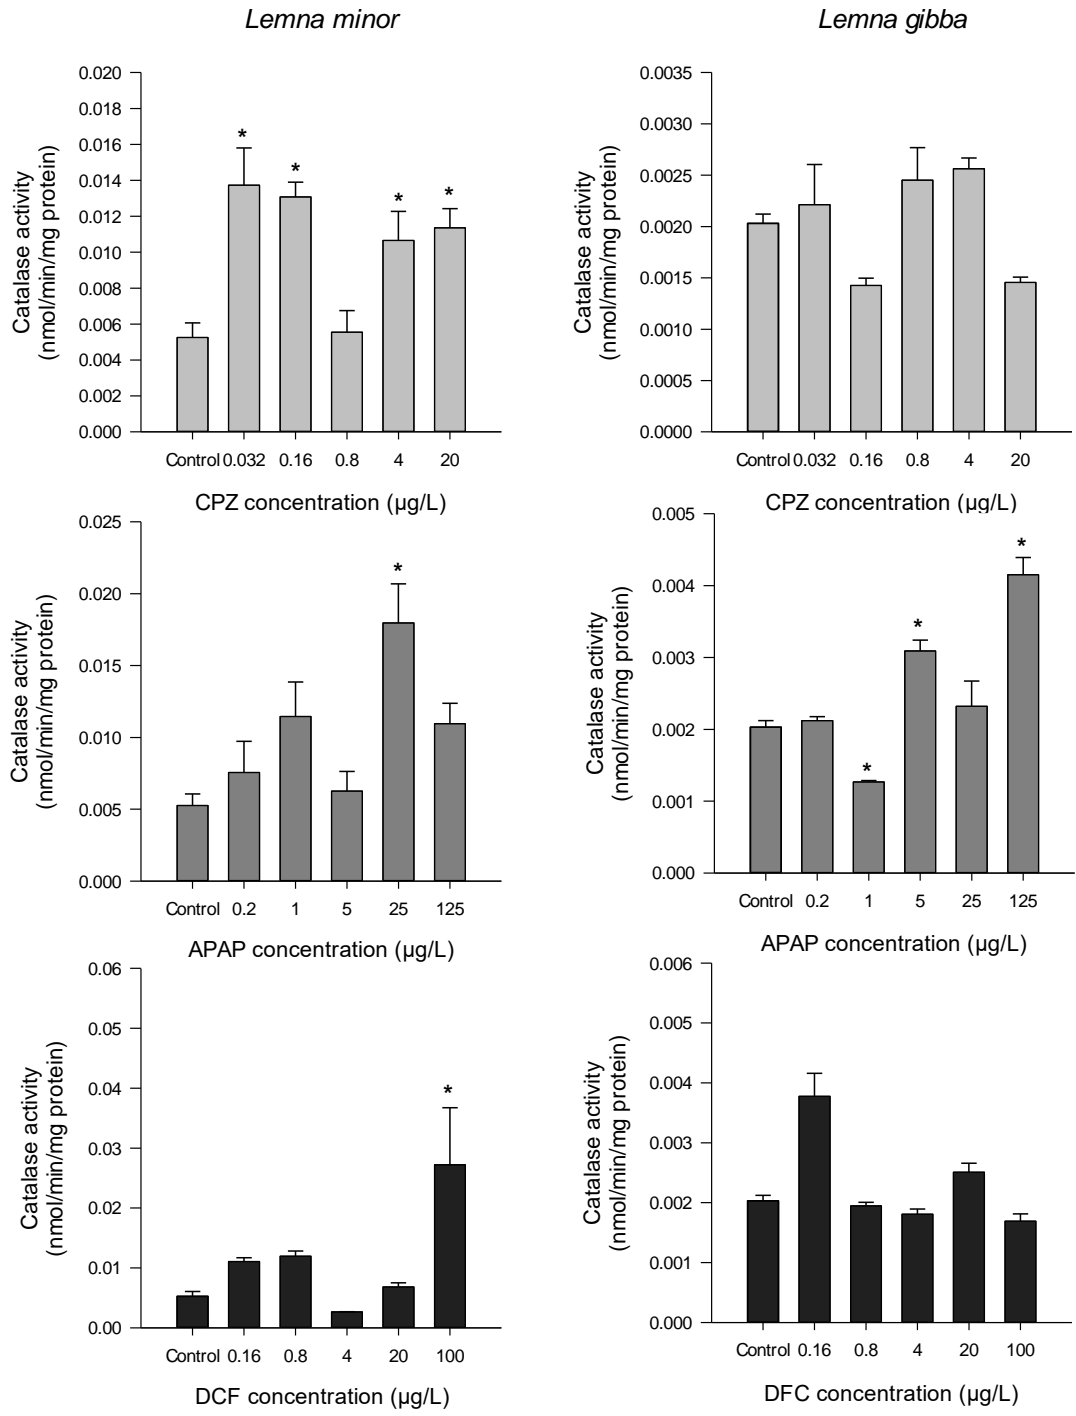 Lemna minor
Lemna gibba
Catalase activity
(nmol/min/mg protein)
0.020
0.018
0.016
0.014
0.012
0.010
0.008
0.006
0.004
0.002
0.000
*
*
*
*
Control 0.032 0.16 0.8 4 20
CPZ concentration (µg/L)
Catalase activity
(nmol/min/mg protein)
0.0035
0.0030
0.0025
0.0020
0.0015
0.0010
0.0005
0.0000
Control 0.032 0.16 0.8 4 20
CPZ concentration (µg/L)
Catalase activity
(nmol/min/mg protein)
0.025
0.020
0.015
0.010
0.005
0.000
*
Control 0.2 1 5 25 125
APAP concentration (µg/L)
Catalase activity
(nmol/min/mg protein)
0.005
0.004
0.003
0.002
0.001
0.000
*
*
*
Control 0.2 1 5 25 125
APAP concentration (µg/L)
Catalase activity
(nmol/min/mg protein)
0.06
0.05
0.04
0.03
0.02
0.01
0.00
*
Control 0.16 0.8 4 20 100
DCF concentration (µg/L)
Catalase activity
(nmol/min/mg protein)
0.006
0.005
0.004
0.003
0.002
0.001
0.000
Control 0.16 0.8 4 20 100
DFC concentration (µg/L)